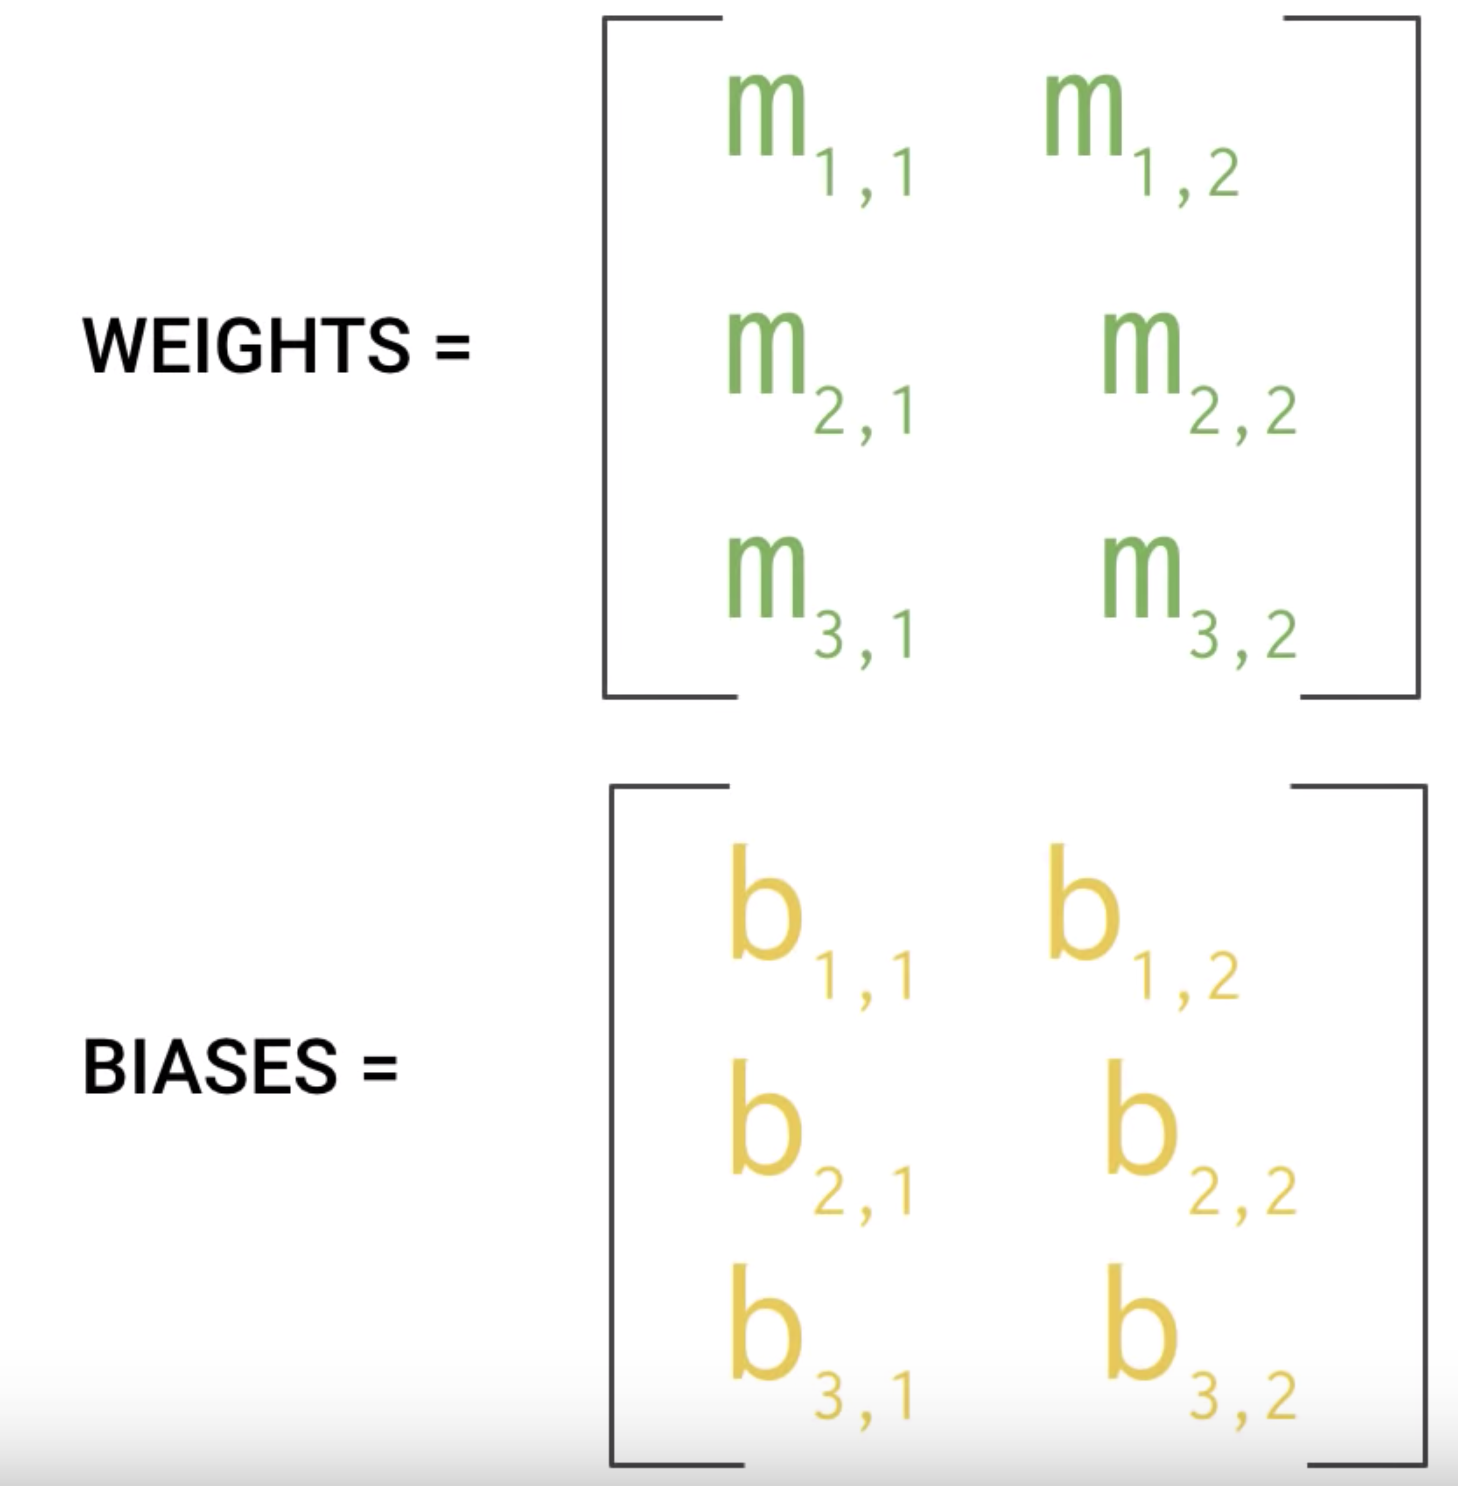 m1,1 m1,2
WEIGHTS = m2,1 m2,2
m3,1 m3,2
b1,1 b1,2
BIASES = b2,1 b2,2
b3,1 b3,2